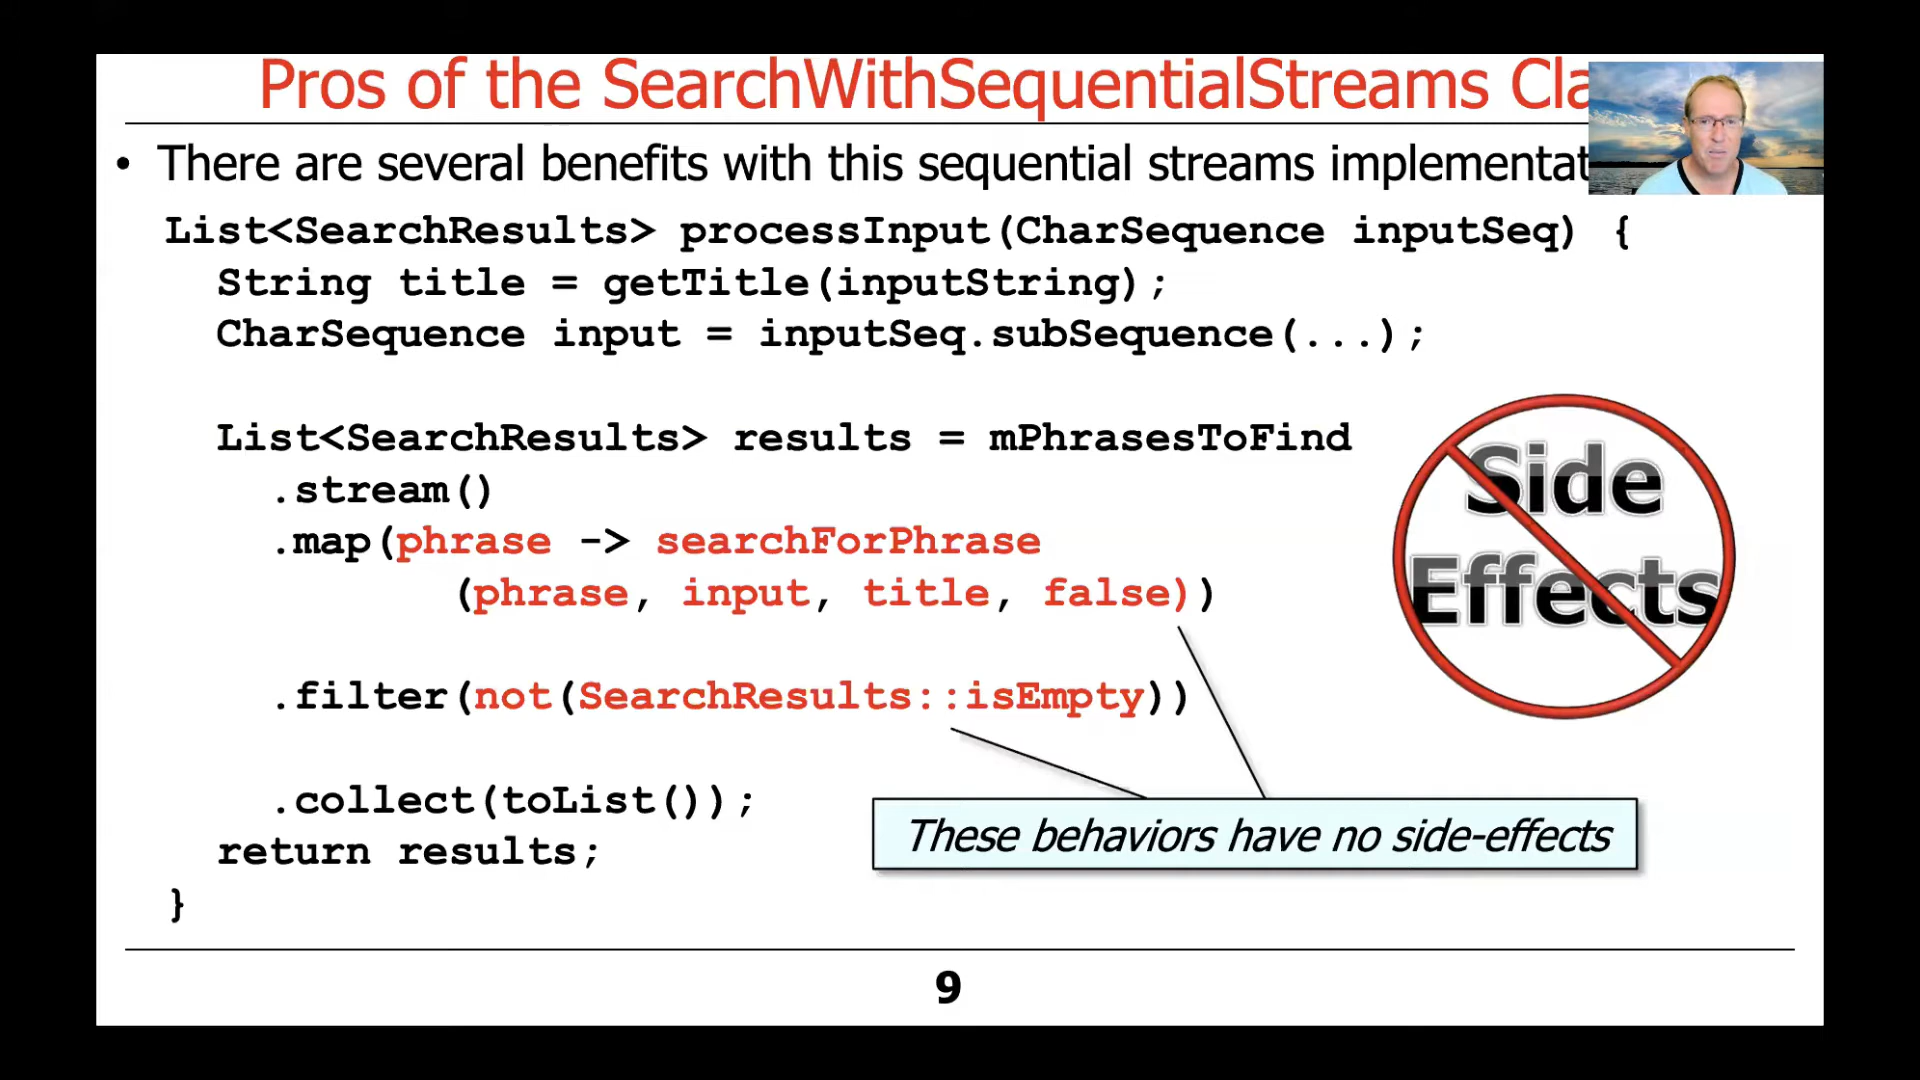 Pros of the SearchWithSequentialStreams Cla
• There are several benefits with this sequential streams implementat
List<SearchResults> processInput(CharSequence inputSeq) {
String title = getTitle(inputString);
CharSequence input = inputSeq.subSequence(...);
List<SearchResults> results = mPhrasesToFind
.stream()
.map(phrase -> searchForPhrase
(phrase, input, title, false))
.filter(not(SearchResults::isEmpty))
.collect(toList());
return results;
}
Side
Effects
These behaviors have no side-effects
9